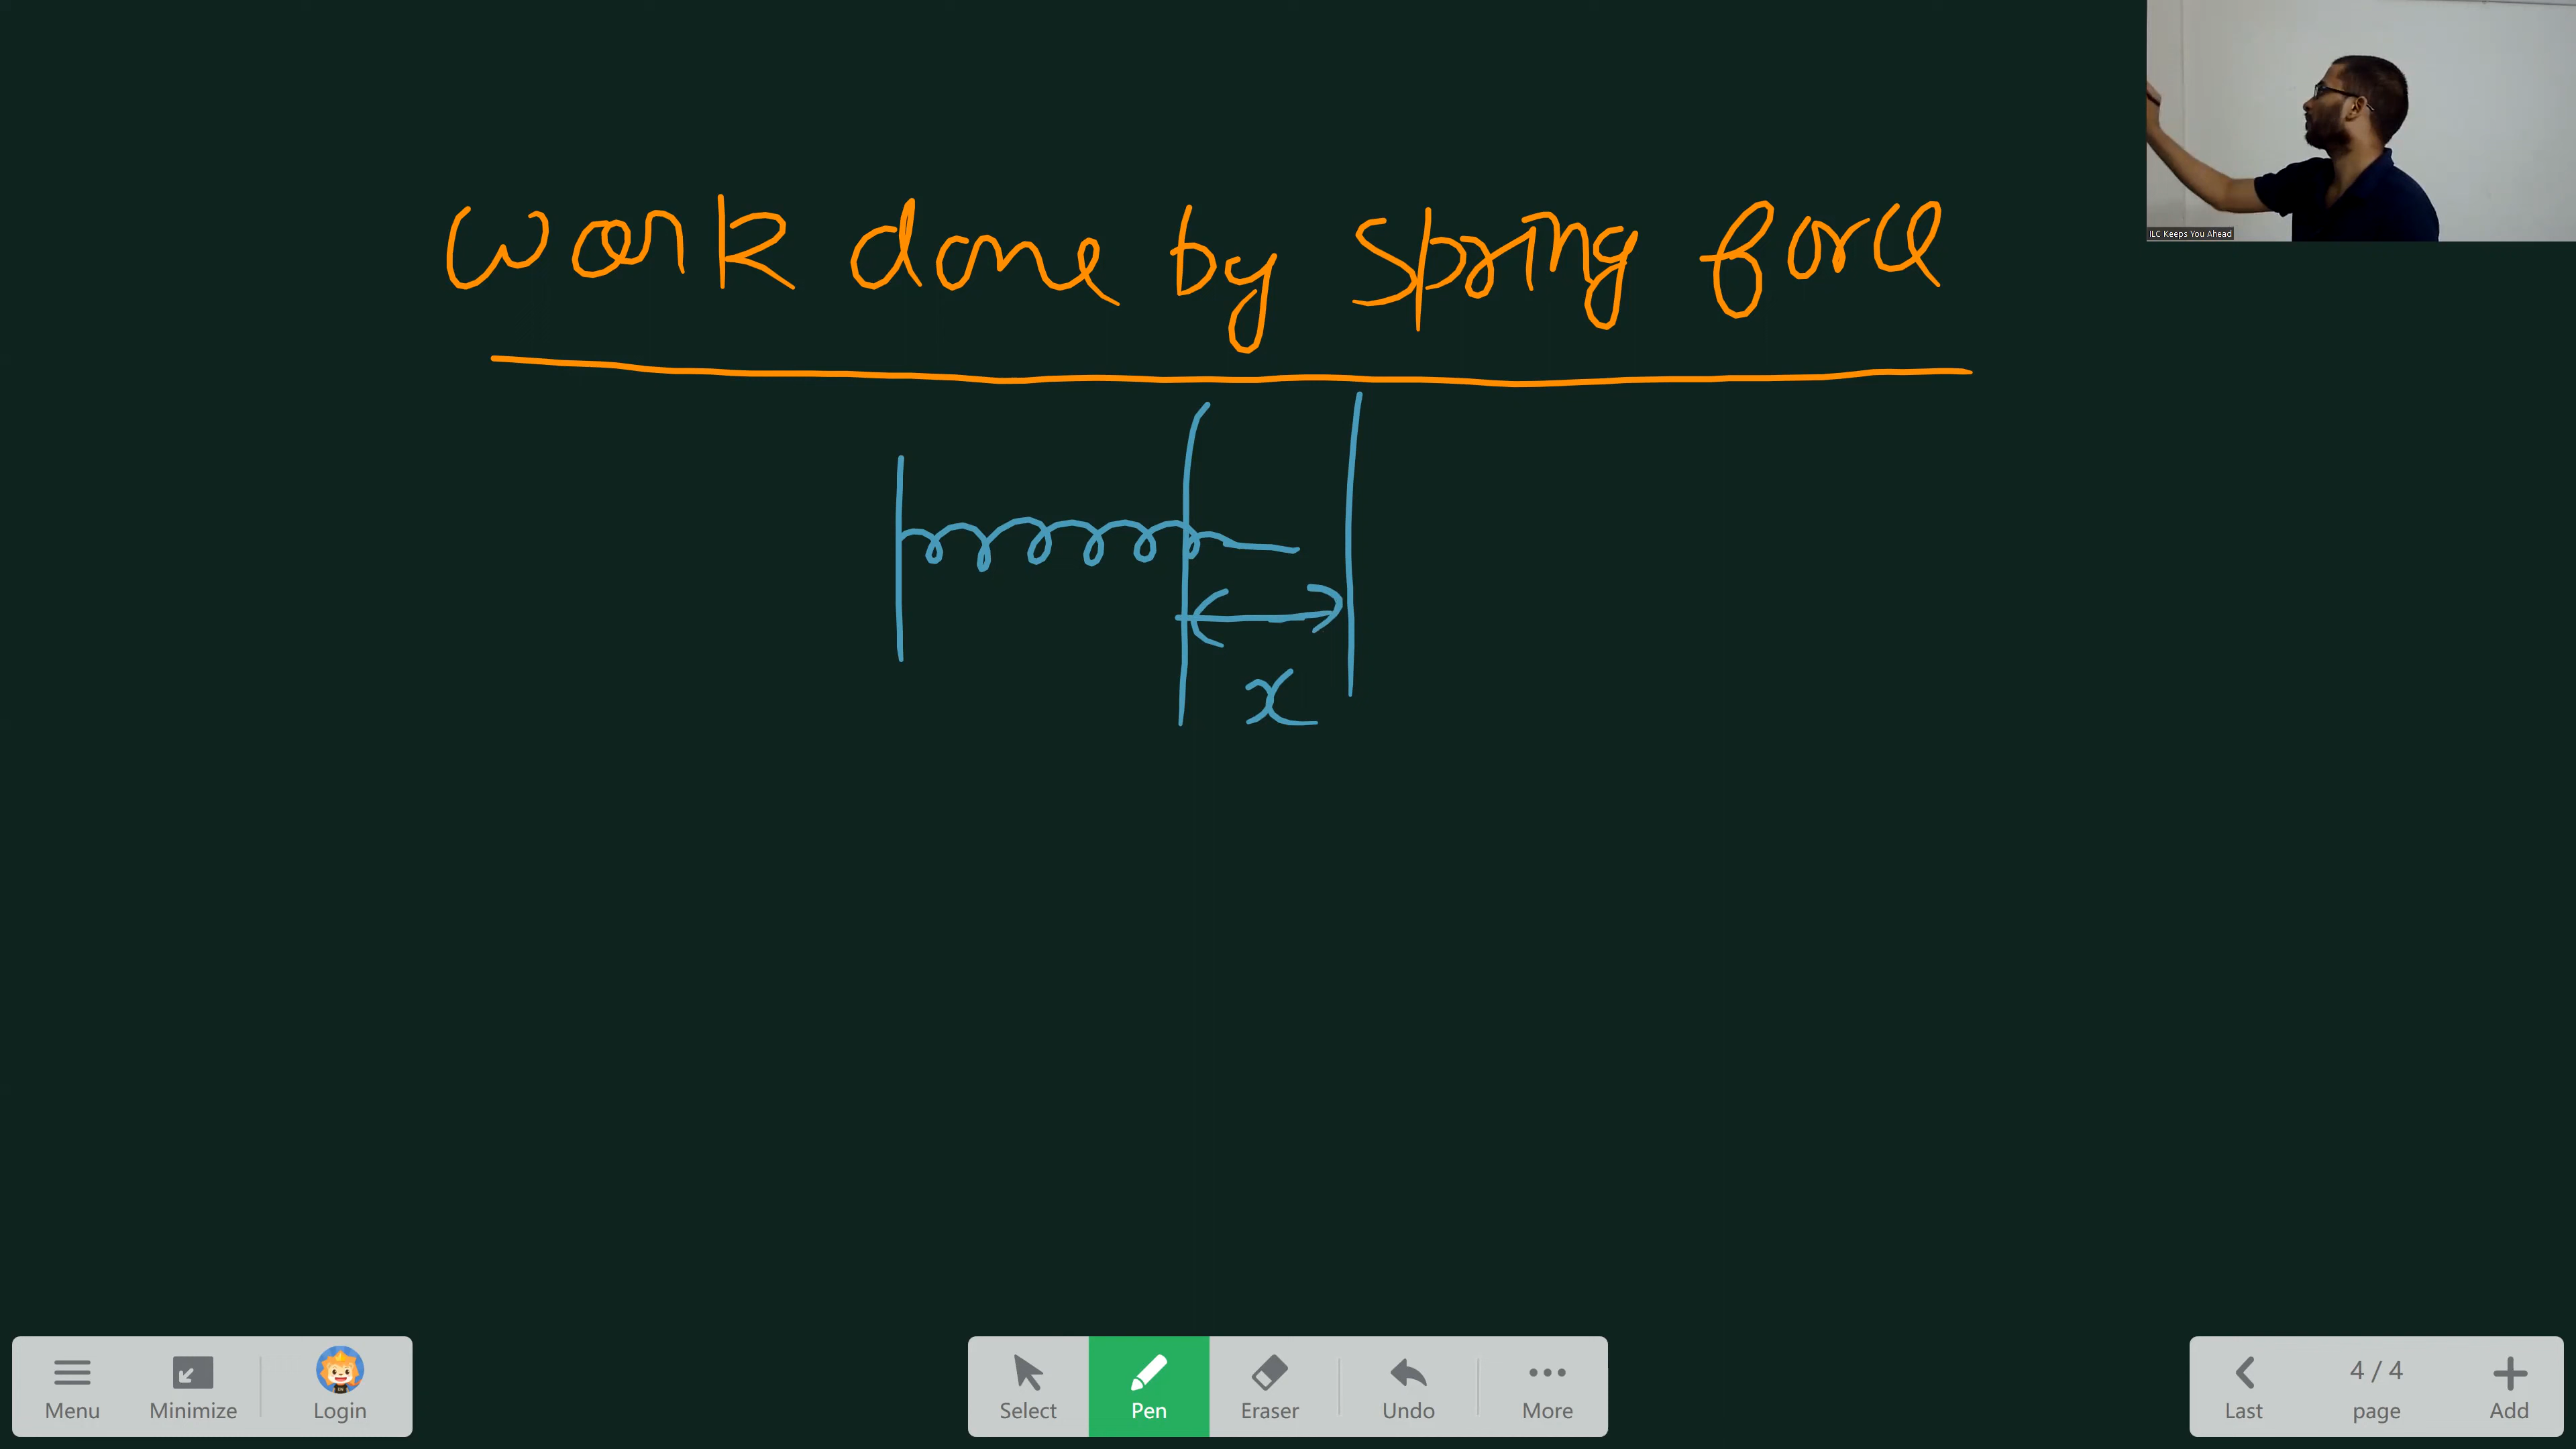 ILC Keeps You Ahead
work done by spring force
x
Menu Minimize Login Select Pen Eraser Undo More Last 4 / 4 page Add